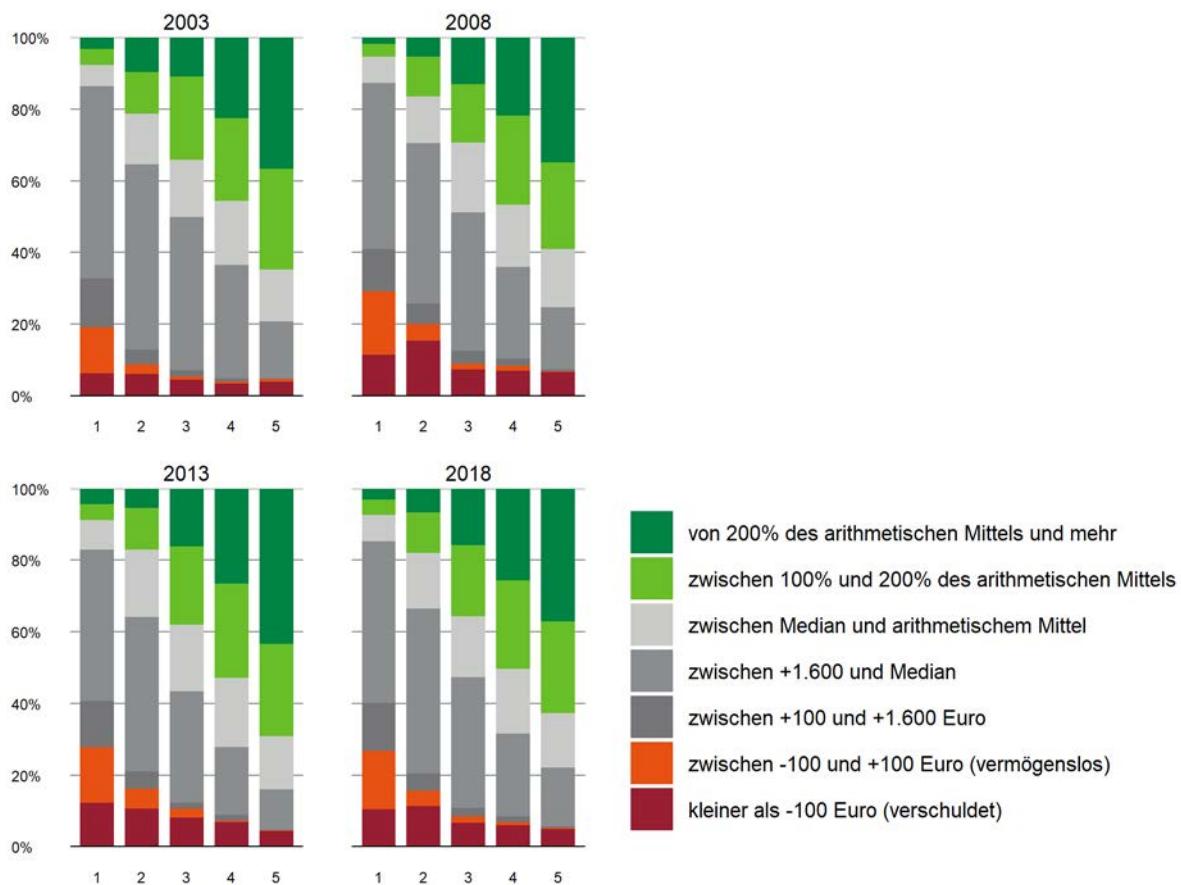 2003
2008
100%
80%
60%
40%
20%
0%
1 2 3 4 5
1 2 3 4 5
2013
2018
100%
80%
60%
40%
20%
0%
1 2 3 4 5
1 2 3 4 5
von 200% des arithmetischen Mittels und mehr
zwischen 100% und 200% des arithmetischen Mittels
zwischen Median und arithmetischem Mittel
zwischen +1.600 und Median
zwischen +100 und +1.600 Euro
zwischen -100 und +100 Euro (vermögenslos)
kleiner als -100 Euro (verschuldet)